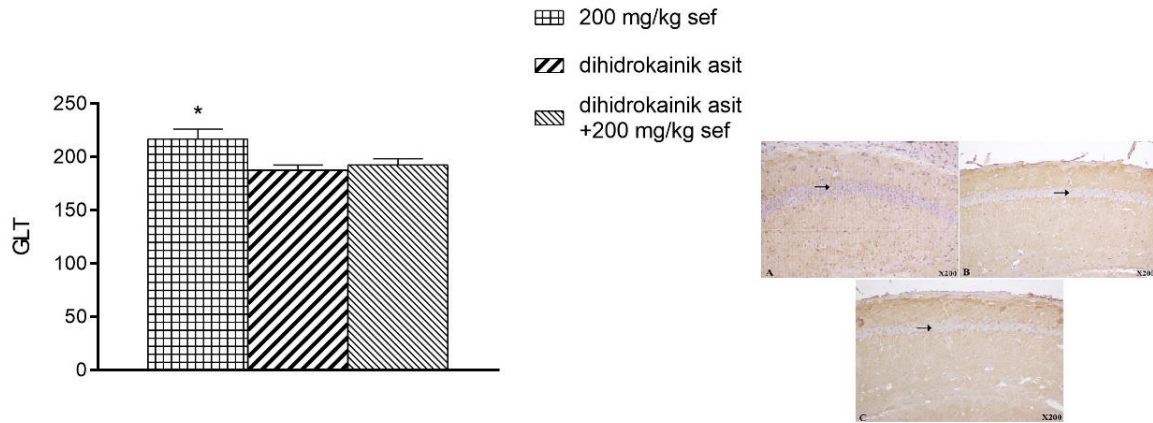 200 mg/kg sef
dihidrokainik asit
dihidrokainik asit
+200 mg/kg sef
GLT
250
200
150
100
50
0
*
A
X200
B
X200
C
X200